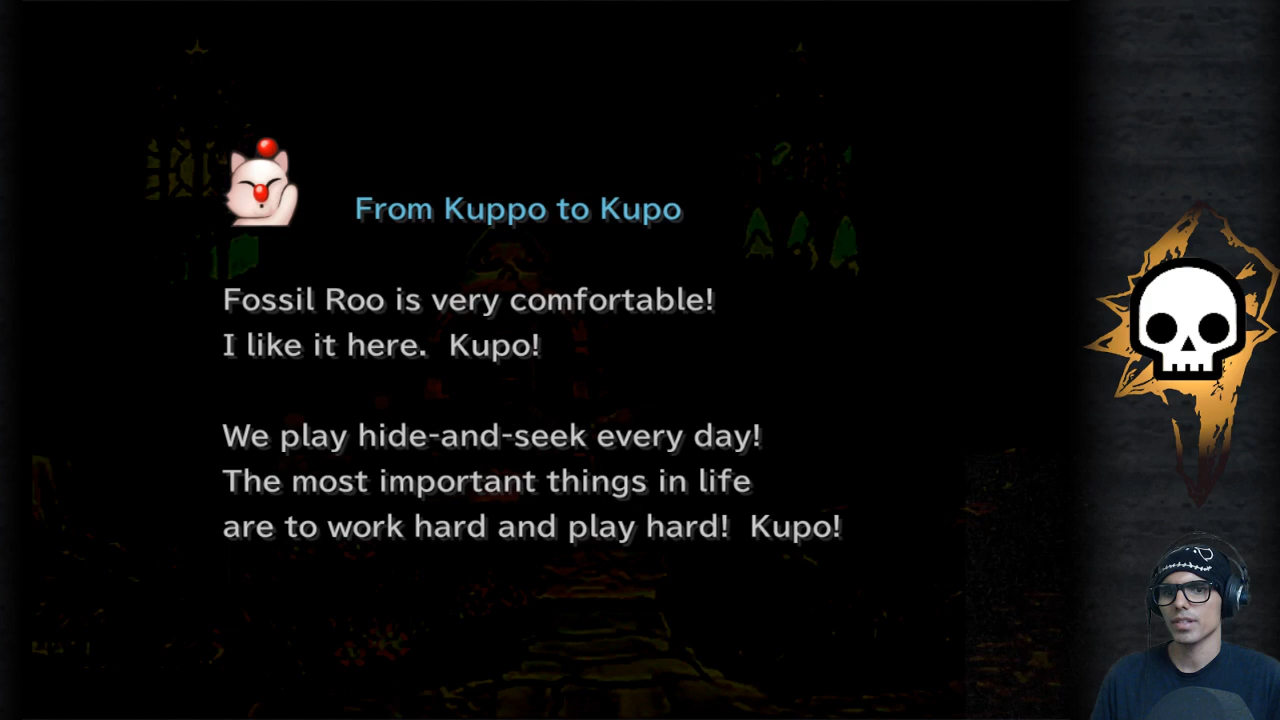 From Kuppo to Kupo
Fossil Roo is very comfortable!
I like it here. Kupo!
We play hide-and-seek every day!
The most important things in life
are to work hard and play hard! Kupo!